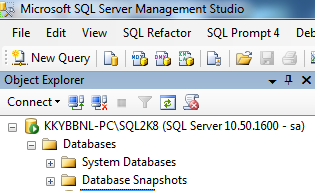 Microsoft SQL Server Management Studio
File Edit View SQL Refactor SQL Prompt 4
New Query
Object Explorer
Connect
KKYBBNL-PC\SQL2K8 (SQL Server 10.50.1600 - sa)
Databases
System Databases
Database Snapshots